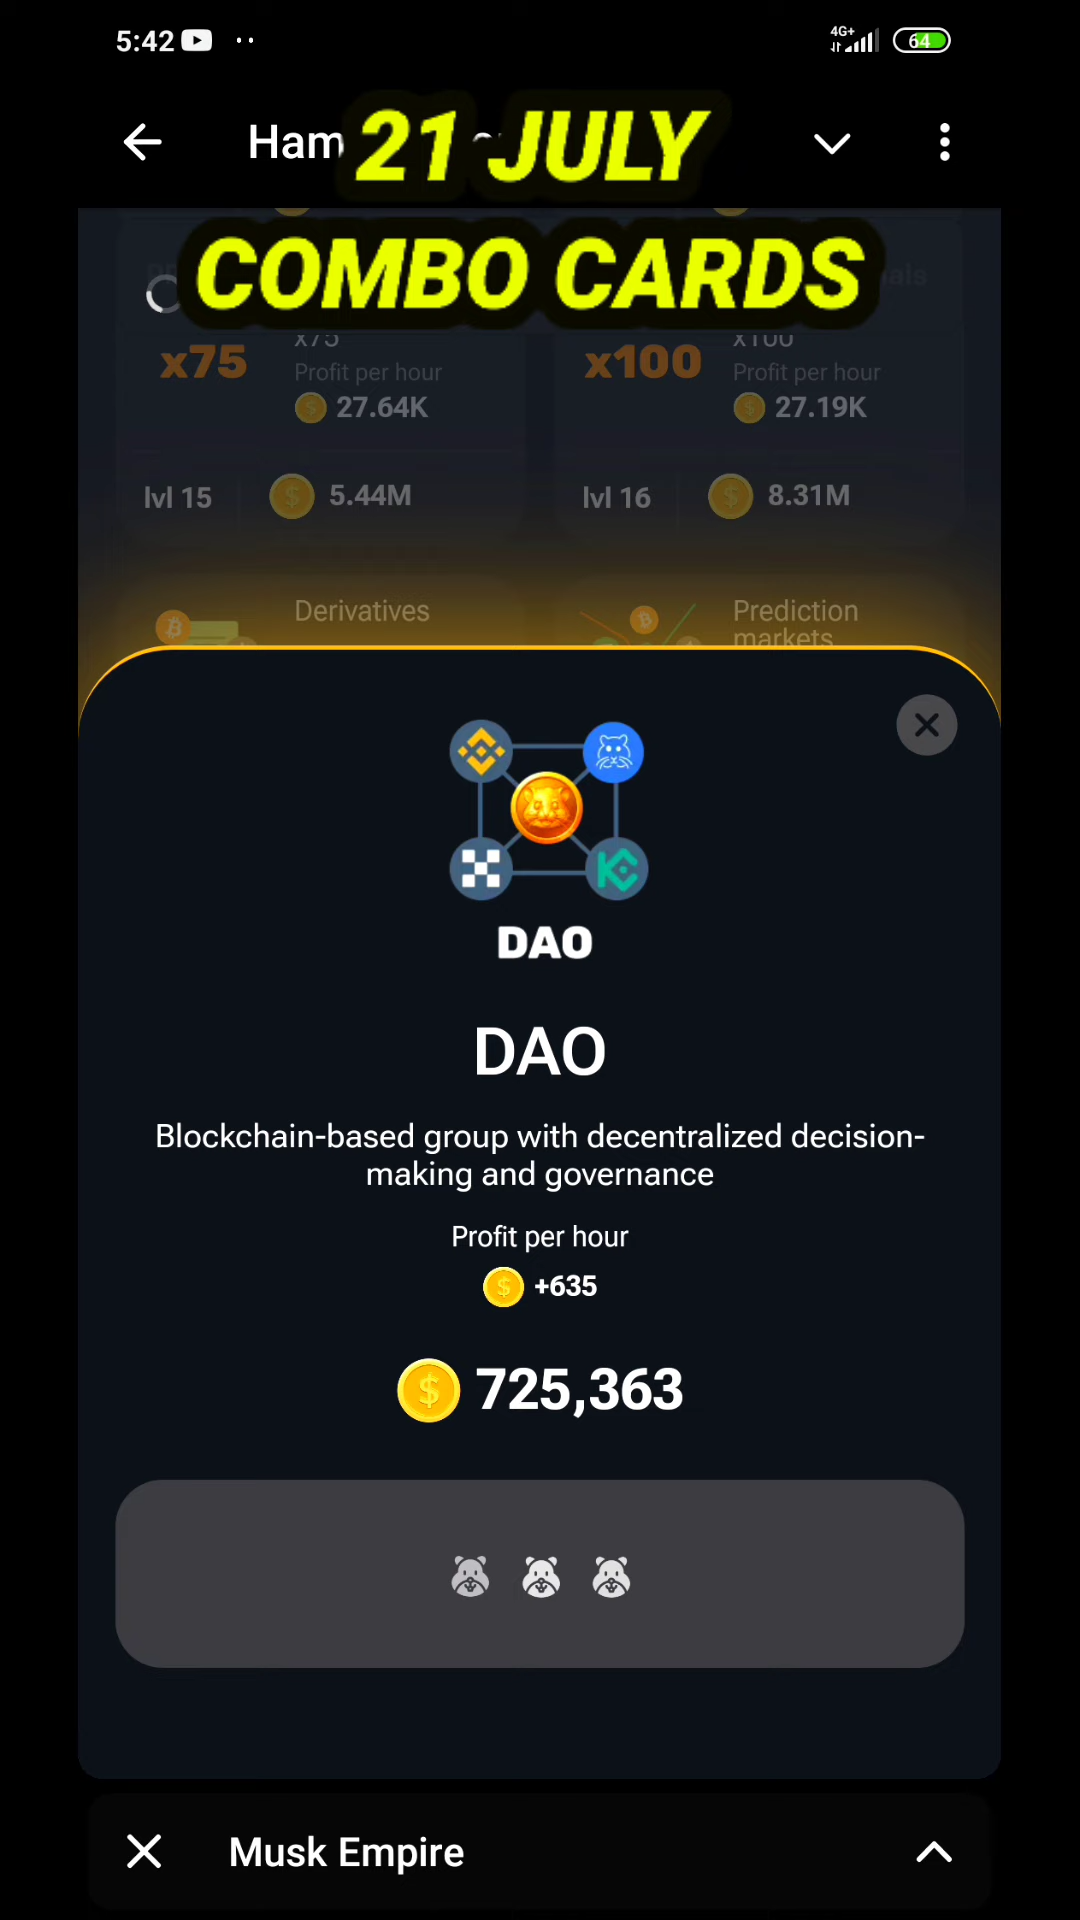 5:42
4G+
64
Ham
21 JULY
COMBO CARDS
x75
x75
Profit per hour
27.64K
x100
x100
Profit per hour
27.19K
lvl 15
5.44M
lvl 16
8.31M
Derivatives
Prediction
markets
DAO
DAO
Blockchain-based group with decentralized decision-
making and governance
Profit per hour
+635
725,363
Musk Empire